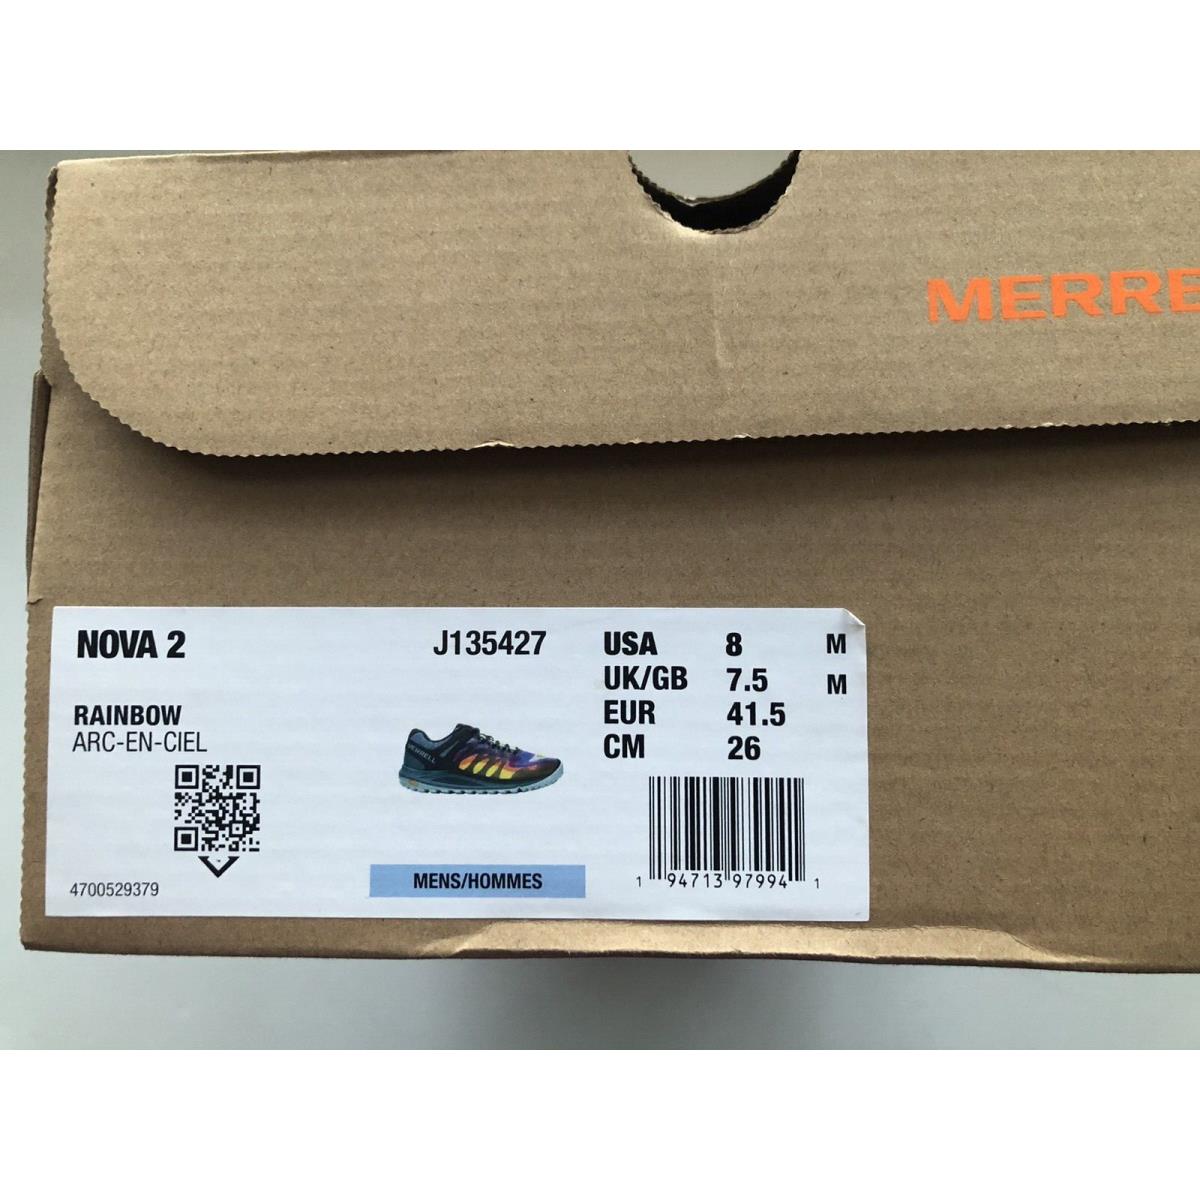 MERRE
NOVA 2 J135427
RAINBOW
ARC-EN-CIEL
MERRELL
4700529379
MENS/HOMMES
USA 8 M
UK/GB 7.5 M
EUR 41.5
CM 26
1 94713 97994 1